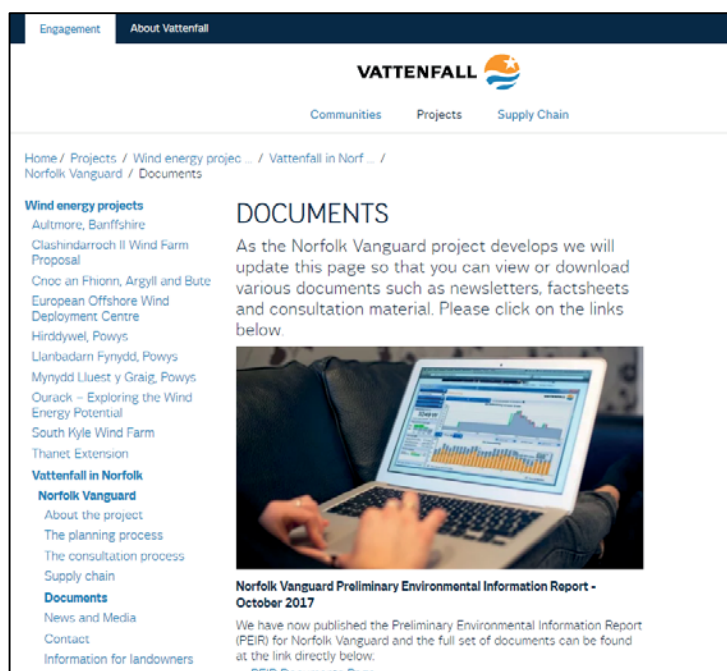 Engagement About Vattenfall
VATTENFALL
Communities Projects Supply Chain
Home / Projects / Wind energy projec ... / Vattenfall in Norf ... /
Norfolk Vanguard / Documents
Wind energy projects
Aultmore, Banffshire
Clashindarroch II Wind Farm
Proposal
Cnoc an Fhionn, Argyll and Bute
European Offshore Wind
Deployment Centre
Hirddywel, Powys
Llanbadarn Fynydd, Powys
Mynydd Lluest y Graig, Powys
Ourack – Exploring the Wind
Energy Potential
South Kyle Wind Farm
Thanet Extension
Vattenfall in Norfolk
Norfolk Vanguard
About the project
The planning process
The consultation process
Supply chain
Documents
News and Media
Contact
Information for landowners
DOCUMENTS
As the Norfolk Vanguard project develops we will
update this page so that you can view or download
various documents such as newsletters, factsheets
and consultation material. Please click on the links
below.
Norfolk Vanguard Preliminary Environmental Information Report -
October 2017
We have now published the Preliminary Environmental Information Report
(PEIR) for Norfolk Vanguard and the full set of documents can be found
at the link directly below: